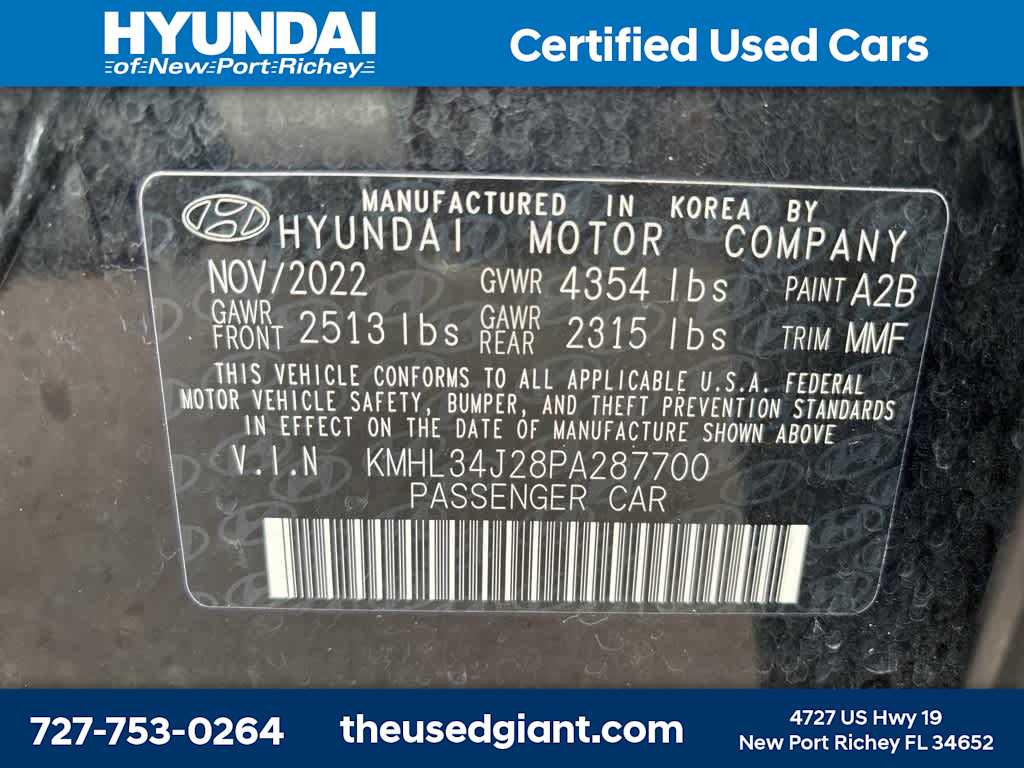 HYUNDAI
of New Port Richey
Certified Used Cars
MANUFACTURED IN KOREA BY
HYUNDAI MOTOR COMPANY
NOV/2022 GVWR 4354 lbs PAINT A2B
GAWR FRONT 2513 lbs GAWR REAR 2315 lbs TRIM MMF
THIS VEHICLE CONFORMS TO ALL APPLICABLE U.S.A. FEDERAL
MOTOR VEHICLE SAFETY, BUMPER, AND THEFT PREVENTION STANDARDS
IN EFFECT ON THE DATE OF MANUFACTURE SHOWN ABOVE
V.I.N KMHL34J28PA287700
PASSENGER CAR
727-753-0264
theusedgiant.com
4727 US Hwy 19
New Port Richey FL 34652